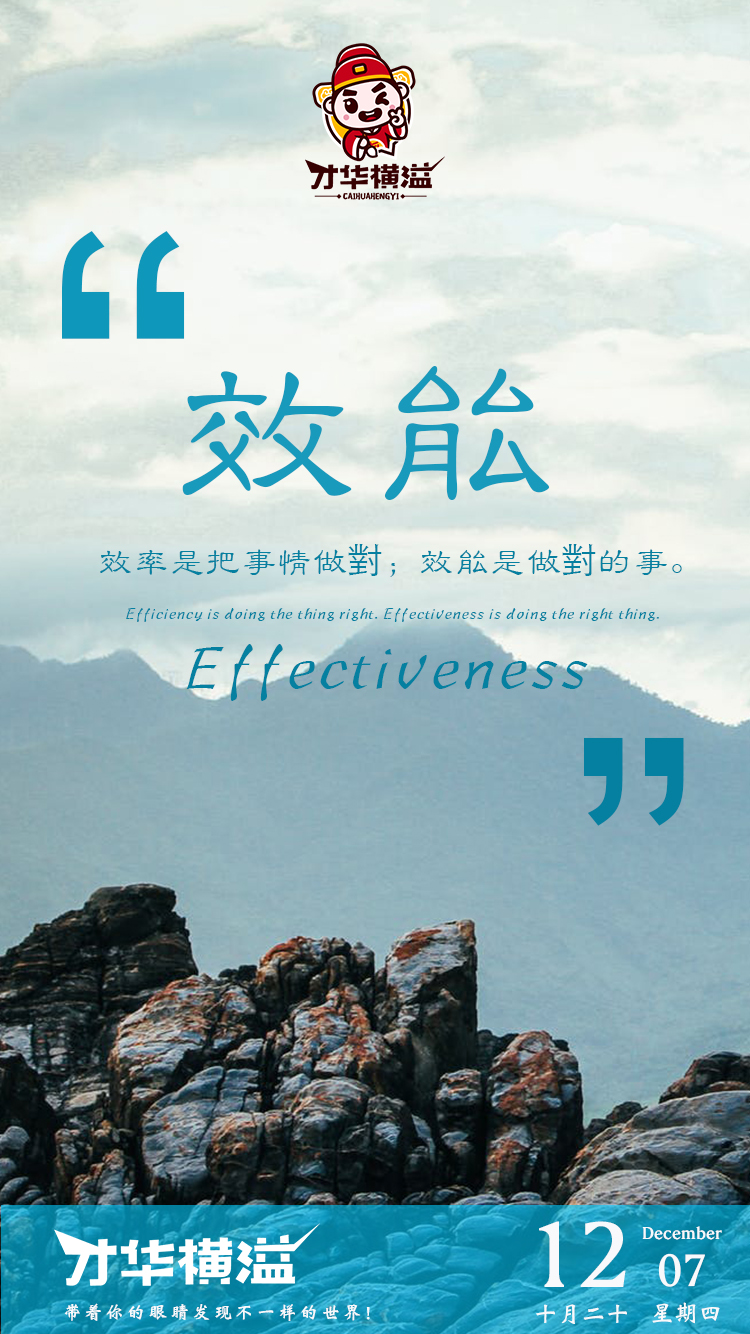 才华横溢
CAIHUAHENGYI
“
效能
效率是把事情做對；效能是做對的事。
Efficiency is doing the thing right. Effectiveness is doing the right thing.
Effectiveness
”
才华横溢
带着你的眼睛发现不一样的世界！
12 December
07
十月二十 星期四